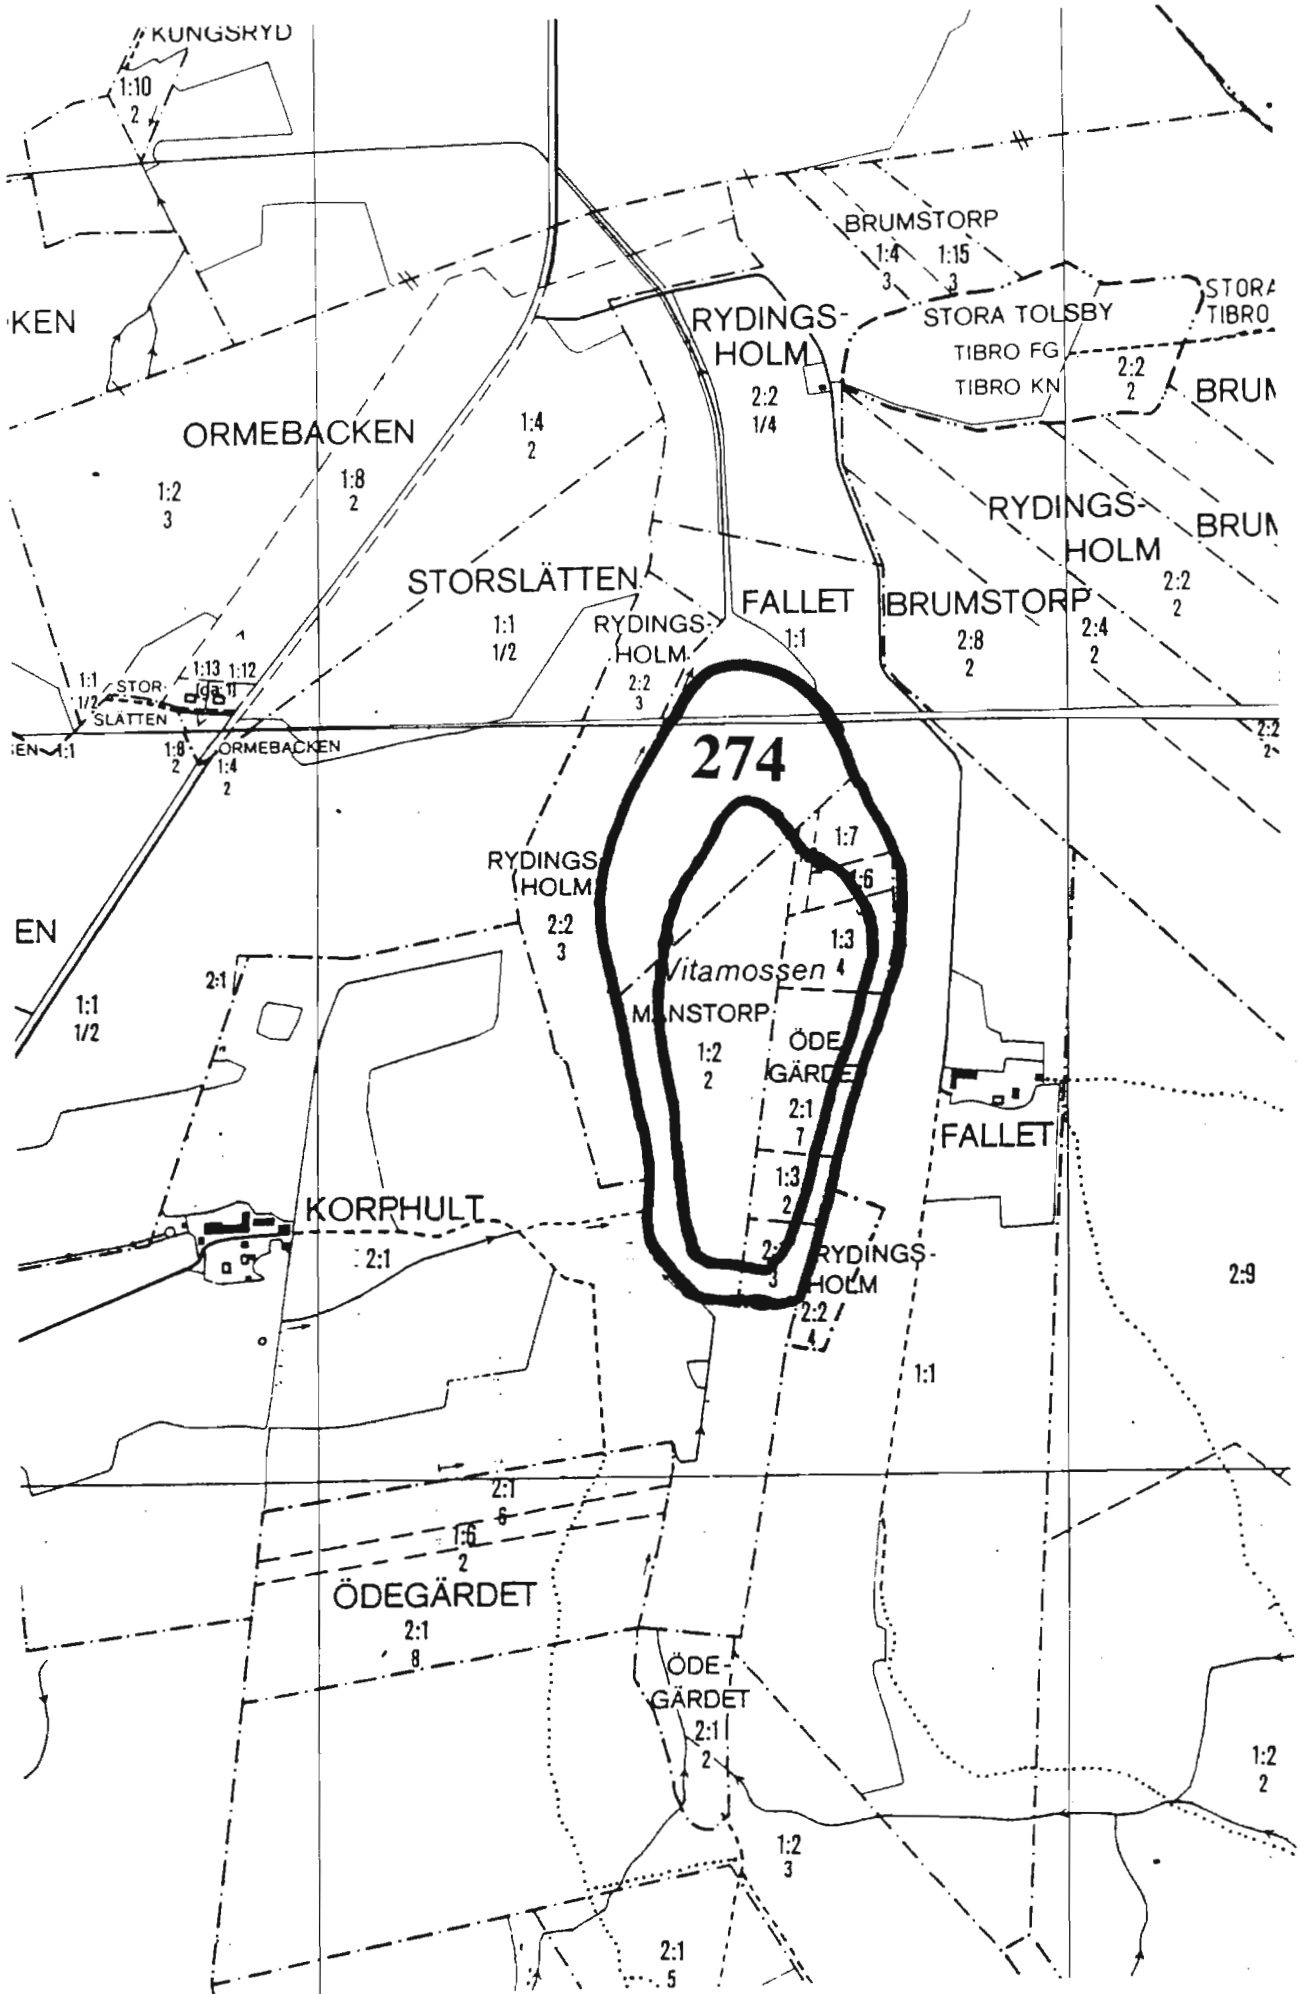 KUNGSRYD
1:10
2
BRUMSTORP
1:4
3
1:15
3
STORA
TIBRO
STORA TOLSBY
TIBRO FG
TIBRO KN
2:2
2
KEN
RYDINGS-
HOLM
2:2
1/4
ORMEBACKEN
1:4
2
1:8
2
1:2
3
RYDINGS-
HOLM
2:2
2
STORSLÄTTEN
1:1
1/2
RYDINGS-
HOLM
2:2
3
FALLET
1:1
BRUMSTORP
2:8
2
2:4
2
1:1
1/2
STOR-
SLÄTTEN
1:13
1:12
1:1
1:8
2
1:4
2
ORMEBACKEN
2:2
2
274
1:7
1:6
RYDINGS-
HOLM
2:2
3
1:3
4
EN
1:1
1/2
2:1
Vitamossen
MÅNSTORP
1:2
2
ÖDE-
GÄRDET
2:1
7
1:3
2
3
FALLET
KORPHULT
2:1
RYDINGS-
HOLM
2:2
4
2:9
1:1
2:1
6
1:6
2
ÖDEGÄRDET
2:1
8
ÖDE-
GÄRDET
2:1
2
1:2
2
1:2
3
2:1
5